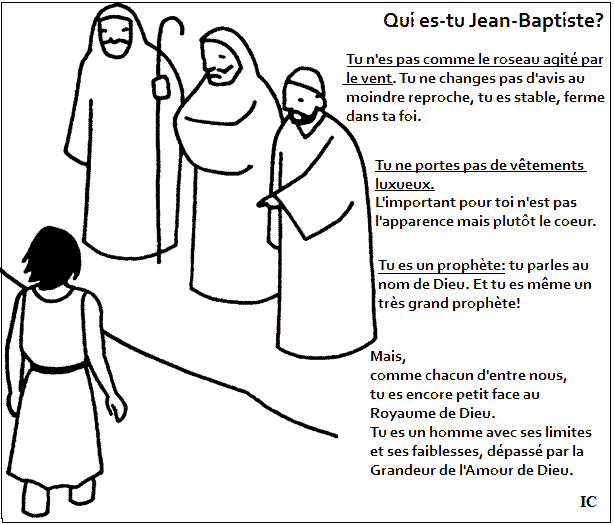 Qui es-tu Jean-Baptiste?
Tu n'es pas comme le roseau agité par
le vent. Tu ne changes pas d'avis au
moindre reproche, tu es stable, ferme
dans ta foi.
Tu ne portes pas de vêtements
luxueux.
L'important pour toi n'est pas
l'apparence mais plutôt le coeur.
Tu es un prophète: tu parles au
nom de Dieu. Et tu es même un
très grand prophète!
Mais,
comme chacun d'entre nous,
tu es encore petit face au
Royaume de Dieu.
Tu es un homme avec ses limites
et ses faiblesses, dépassé par la
Grandeur de l'Amour de Dieu.
IC